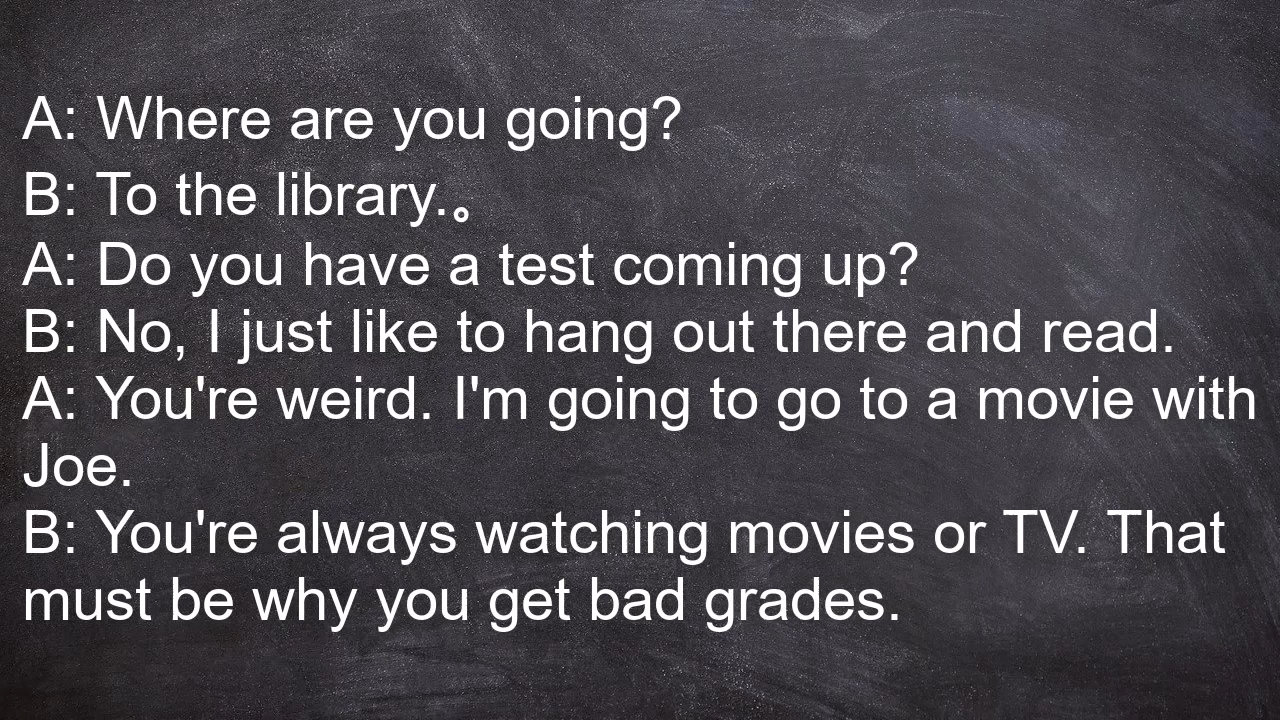 A: Where are you going?
B: To the library.。
A: Do you have a test coming up?
B: No, I just like to hang out there and read.
A: You're weird. I'm going to go to a movie with
Joe.
B: You're always watching movies or TV. That
must be why you get bad grades.